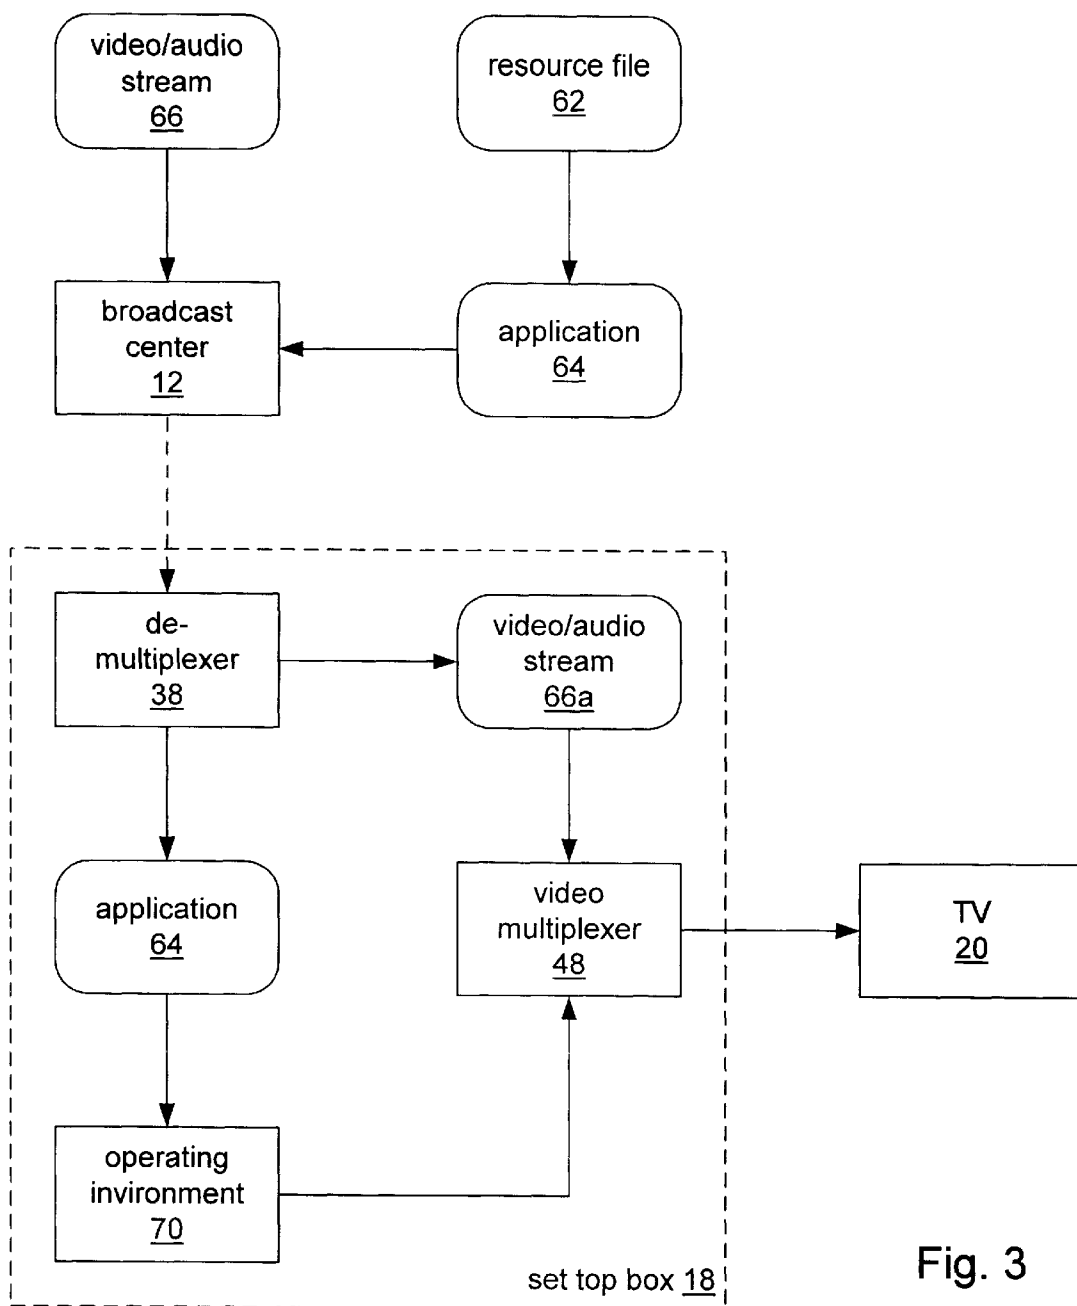 video/audio
stream
66
resource file
62
broadcast
center
12
application
64
de-
multiplexer
38
video/audio
stream
66a
application
64
video
multiplexer
48
TV
20
operating
invironment
70
set top box 18
Fig. 3